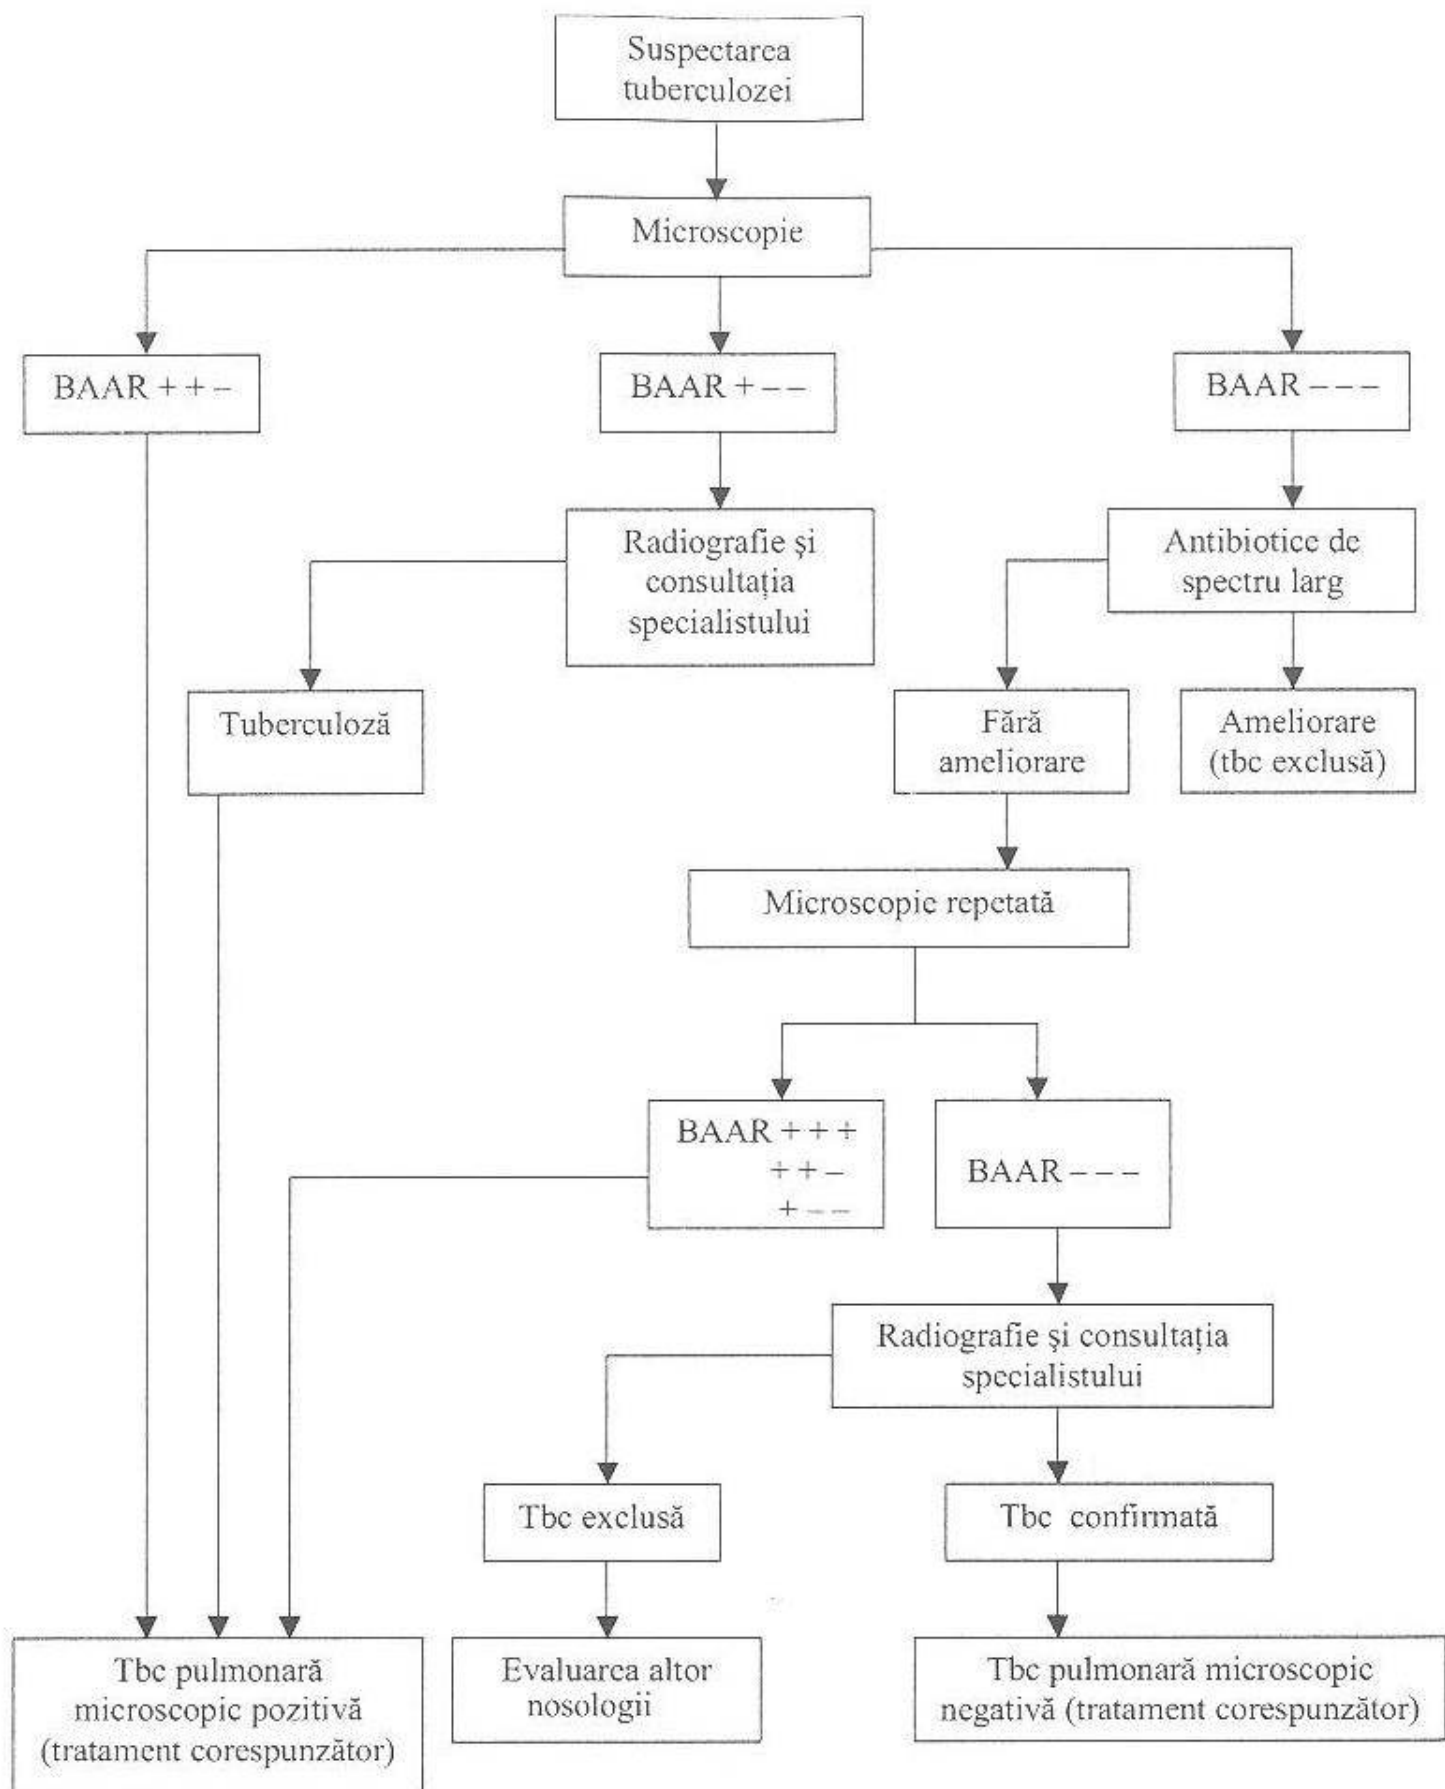 Suspectarea
tuberculozei
Microscopie
BAAR + + –
BAAR + – –
BAAR – – –
Radiografie şi
consultaţia
specialistului
Antibiotice de
spectru larg
Tuberculoză
Fără
ameliorare
Ameliorare
(tbc exclusă)
Microscopie repetată
BAAR + + +
+ + –
+ – –
BAAR – – –
Radiografie şi consultaţia
specialistului
Tbc exclusă
Tbc confirmată
Tbc pulmonară
microscopic pozitivă
(tratament corespunzător)
Evaluarea altor
nosologii
Tbc pulmonară microscopic
negativă (tratament corespunzător)